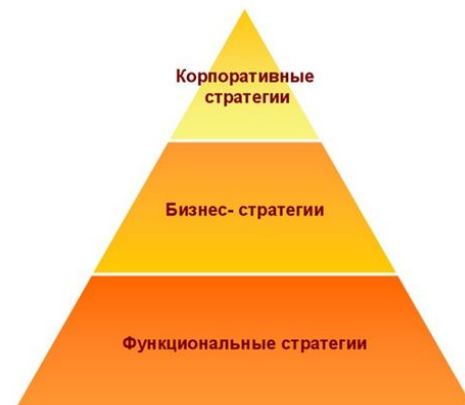 Корпоративные
стратегии
Бизнес- стратегии
Функциональные стратегии